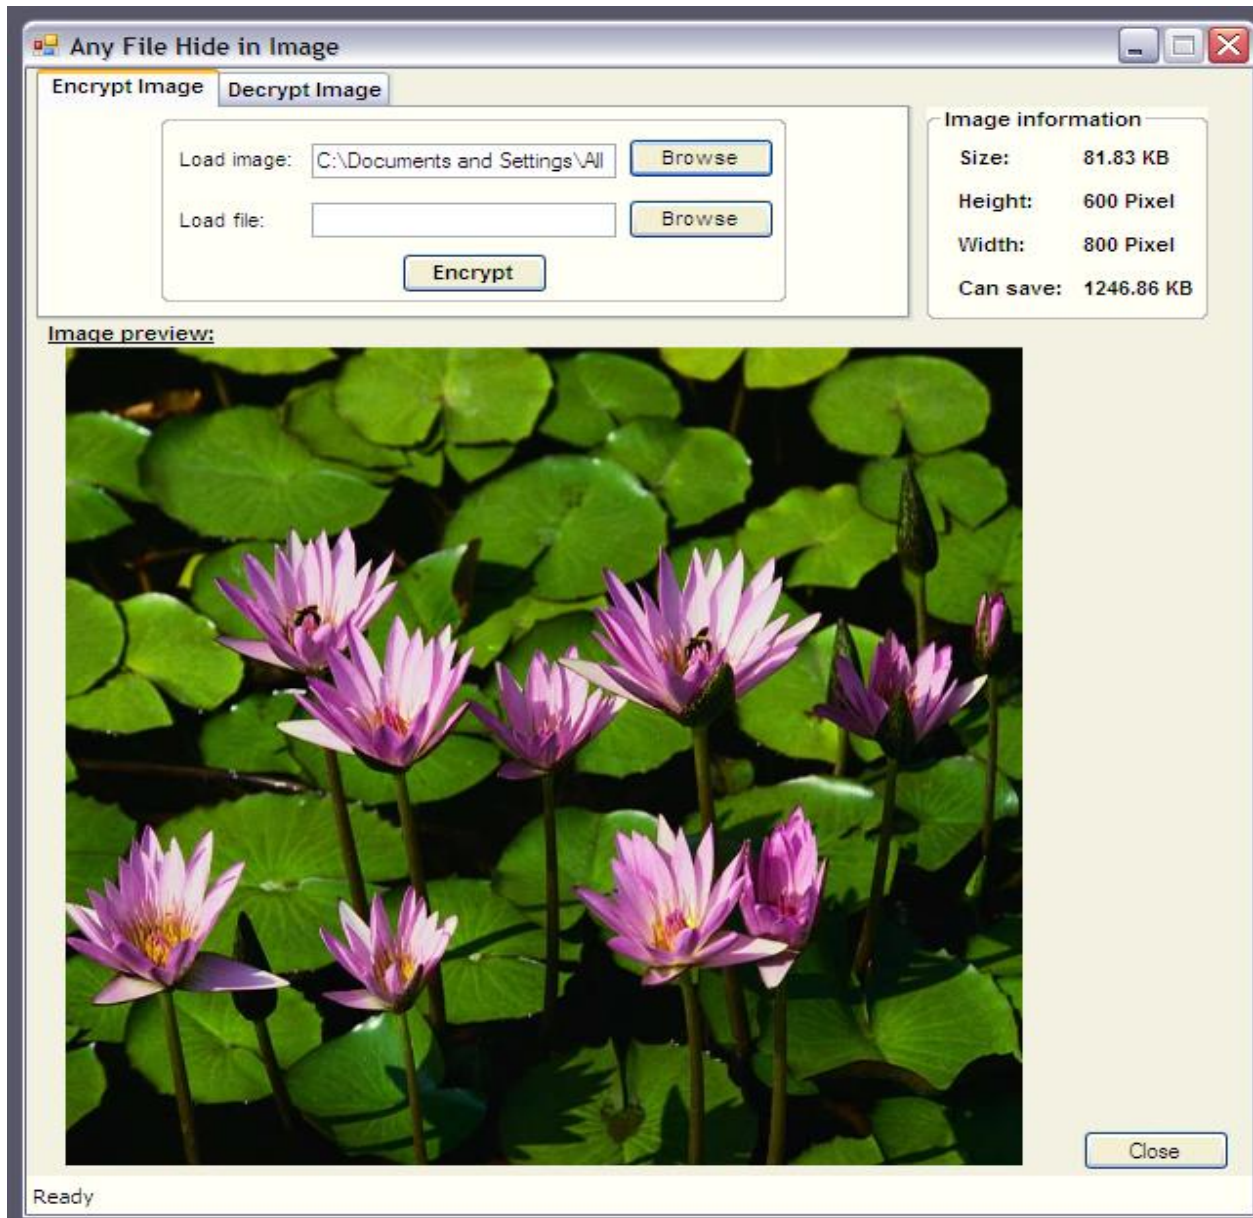 Any File Hide in Image
Encrypt Image
Decrypt Image
Load image:
C:\Documents and Settings\All
Browse
Load file:
Browse
Encrypt
Image information
Size: 81.83 KB
Height: 600 Pixel
Width: 800 Pixel
Can save: 1246.86 KB
Image preview:
Close
Ready